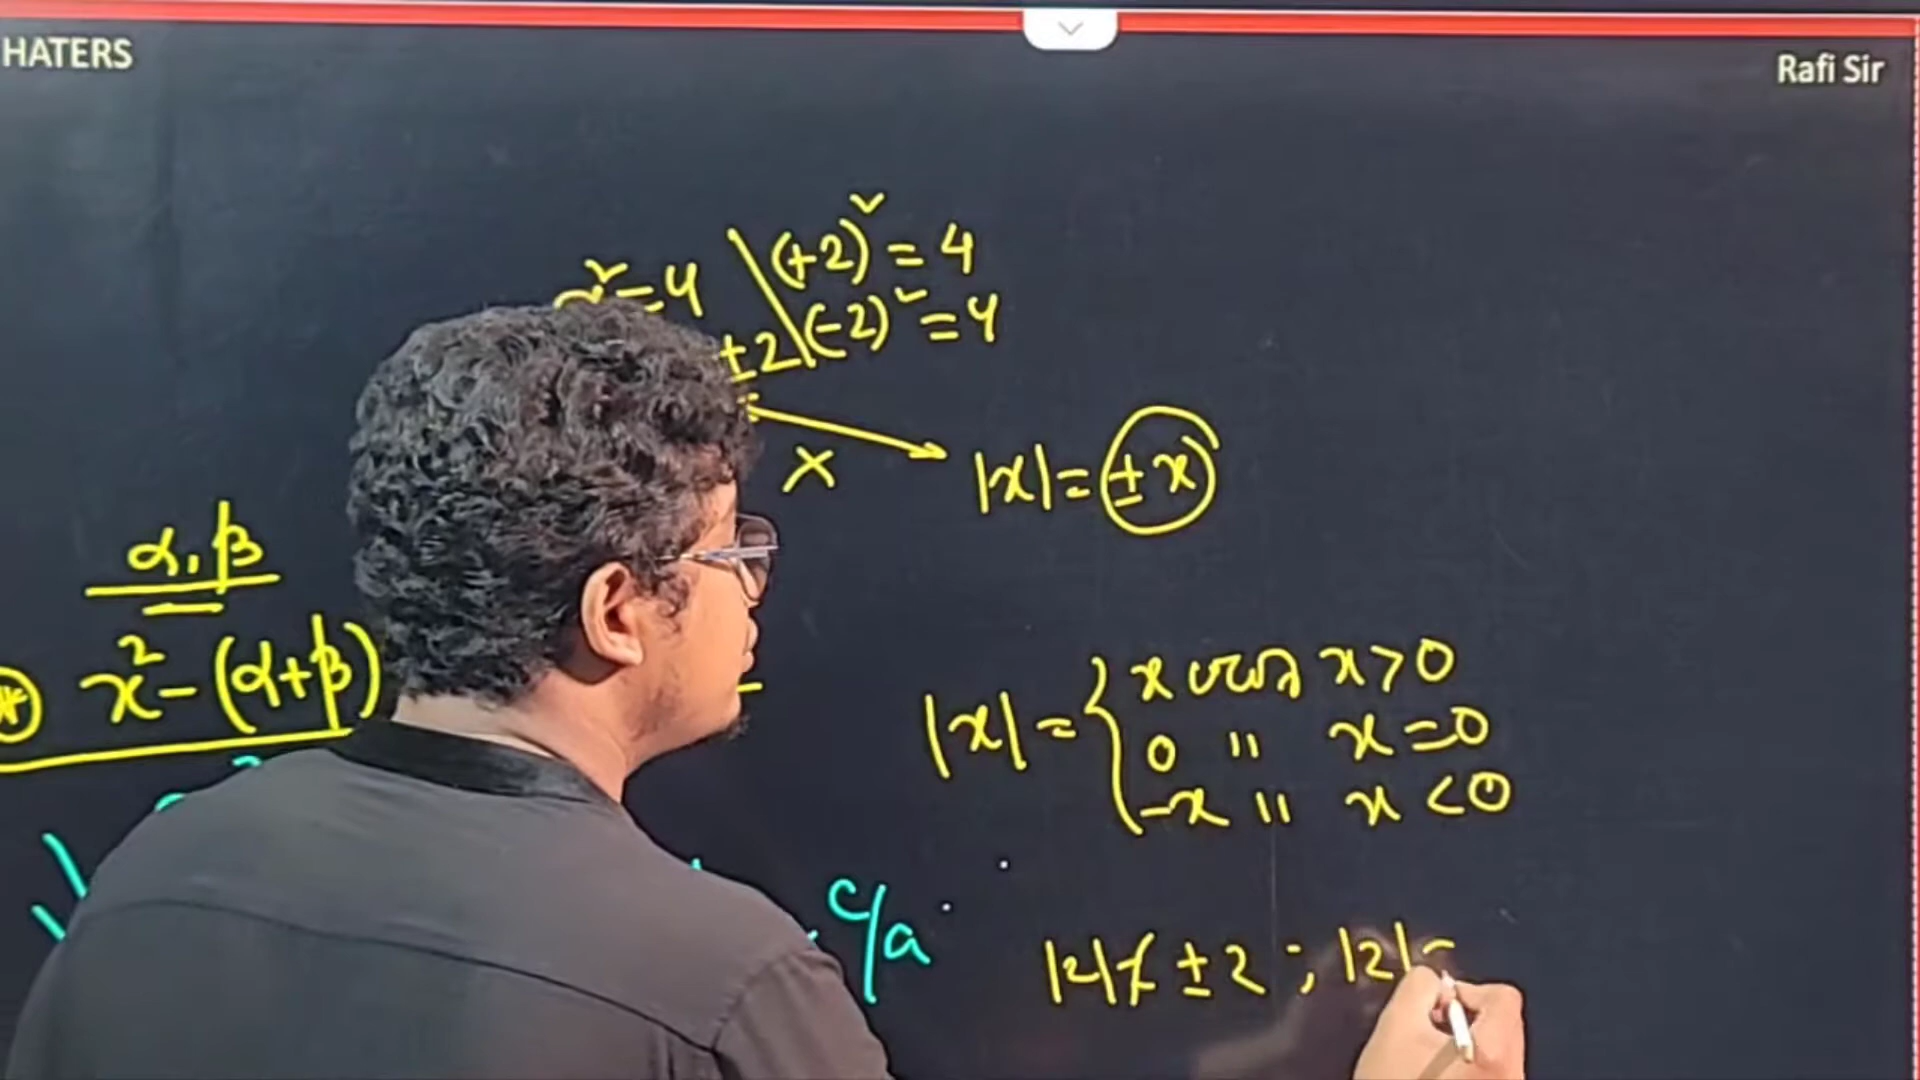 HATERS
Rafi Sir
(+2)² = 4
x² = 4
± 2 (-2)² = 4
x |x| = ± x
α, β
x² - (α+β)
|x| = { x যখন x > 0
0 " x = 0
-x " x < 0
c/a
|2| ≠ ± 2 ; |2| =